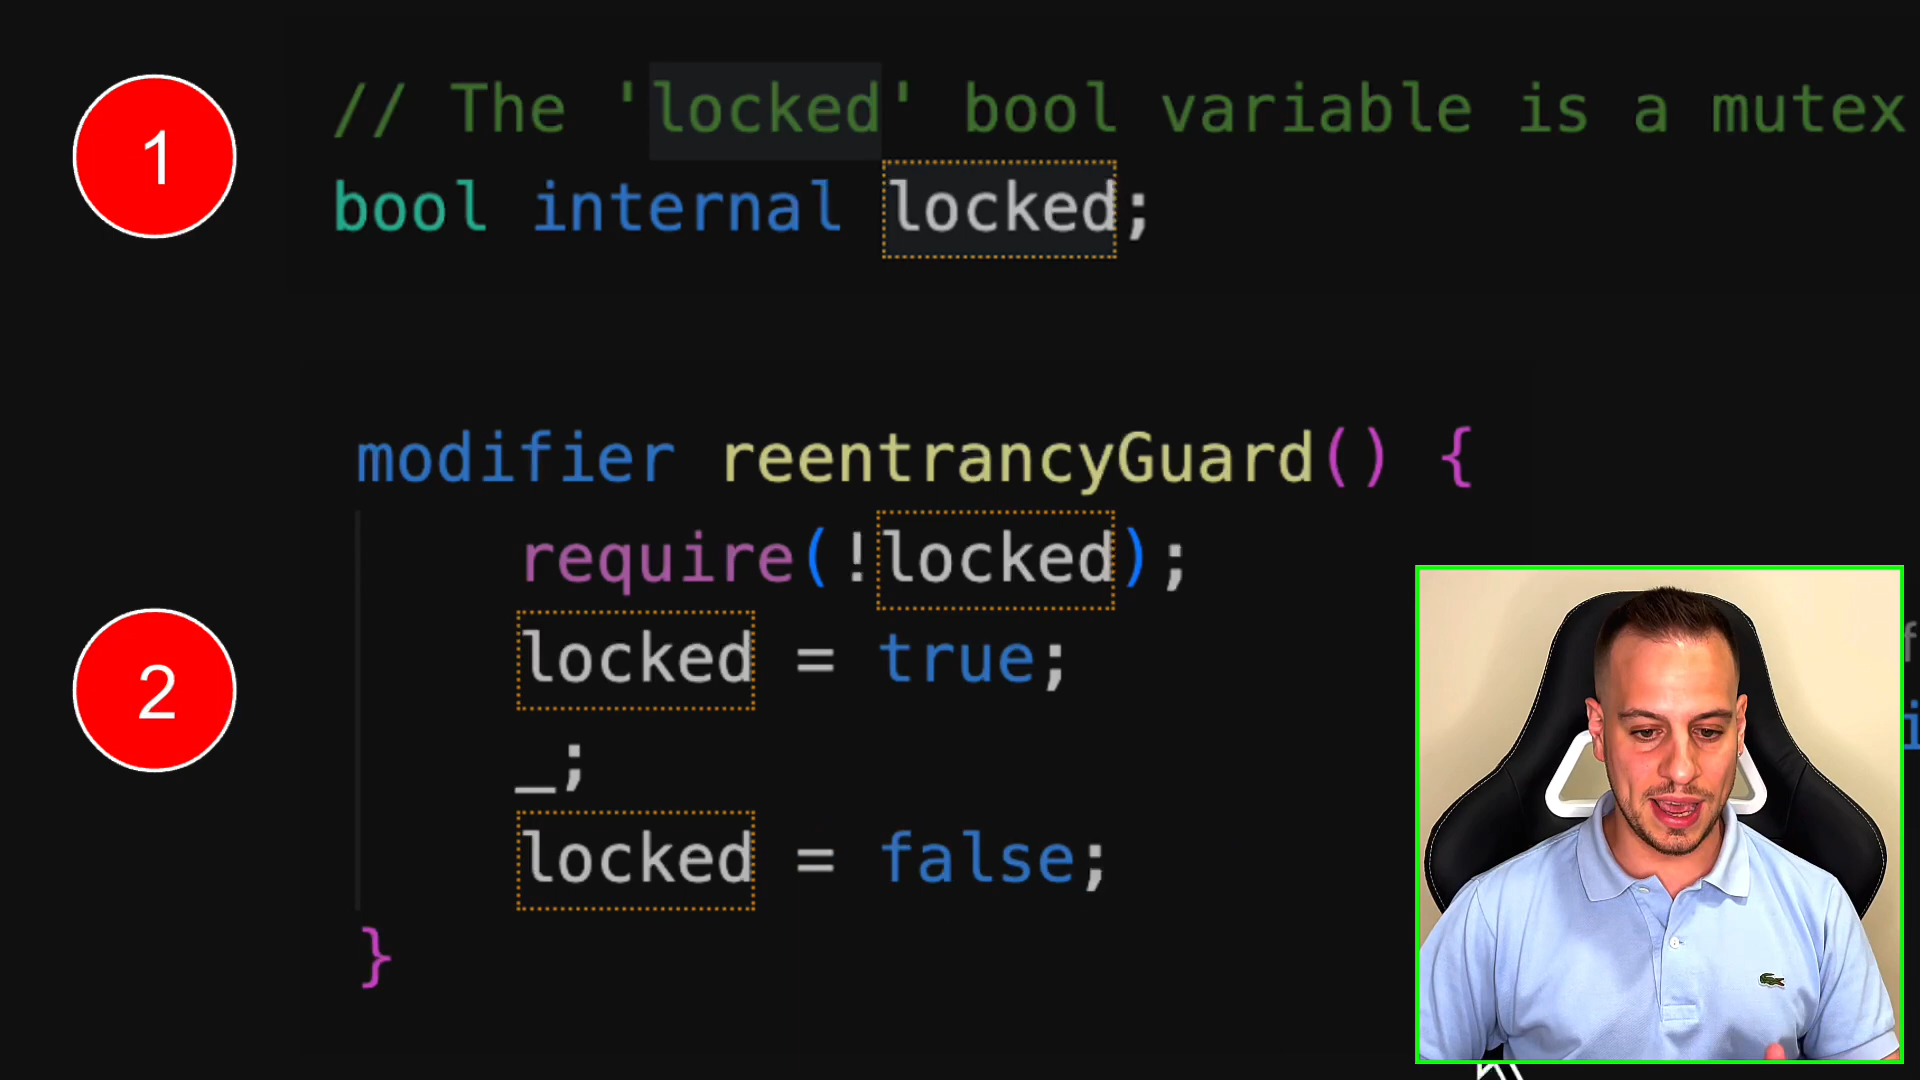 1
// The 'locked' bool variable is a mutex
bool internal locked;
modifier reentrancyGuard() {
require(!locked);
2
locked = true;
_;
locked = false;
}